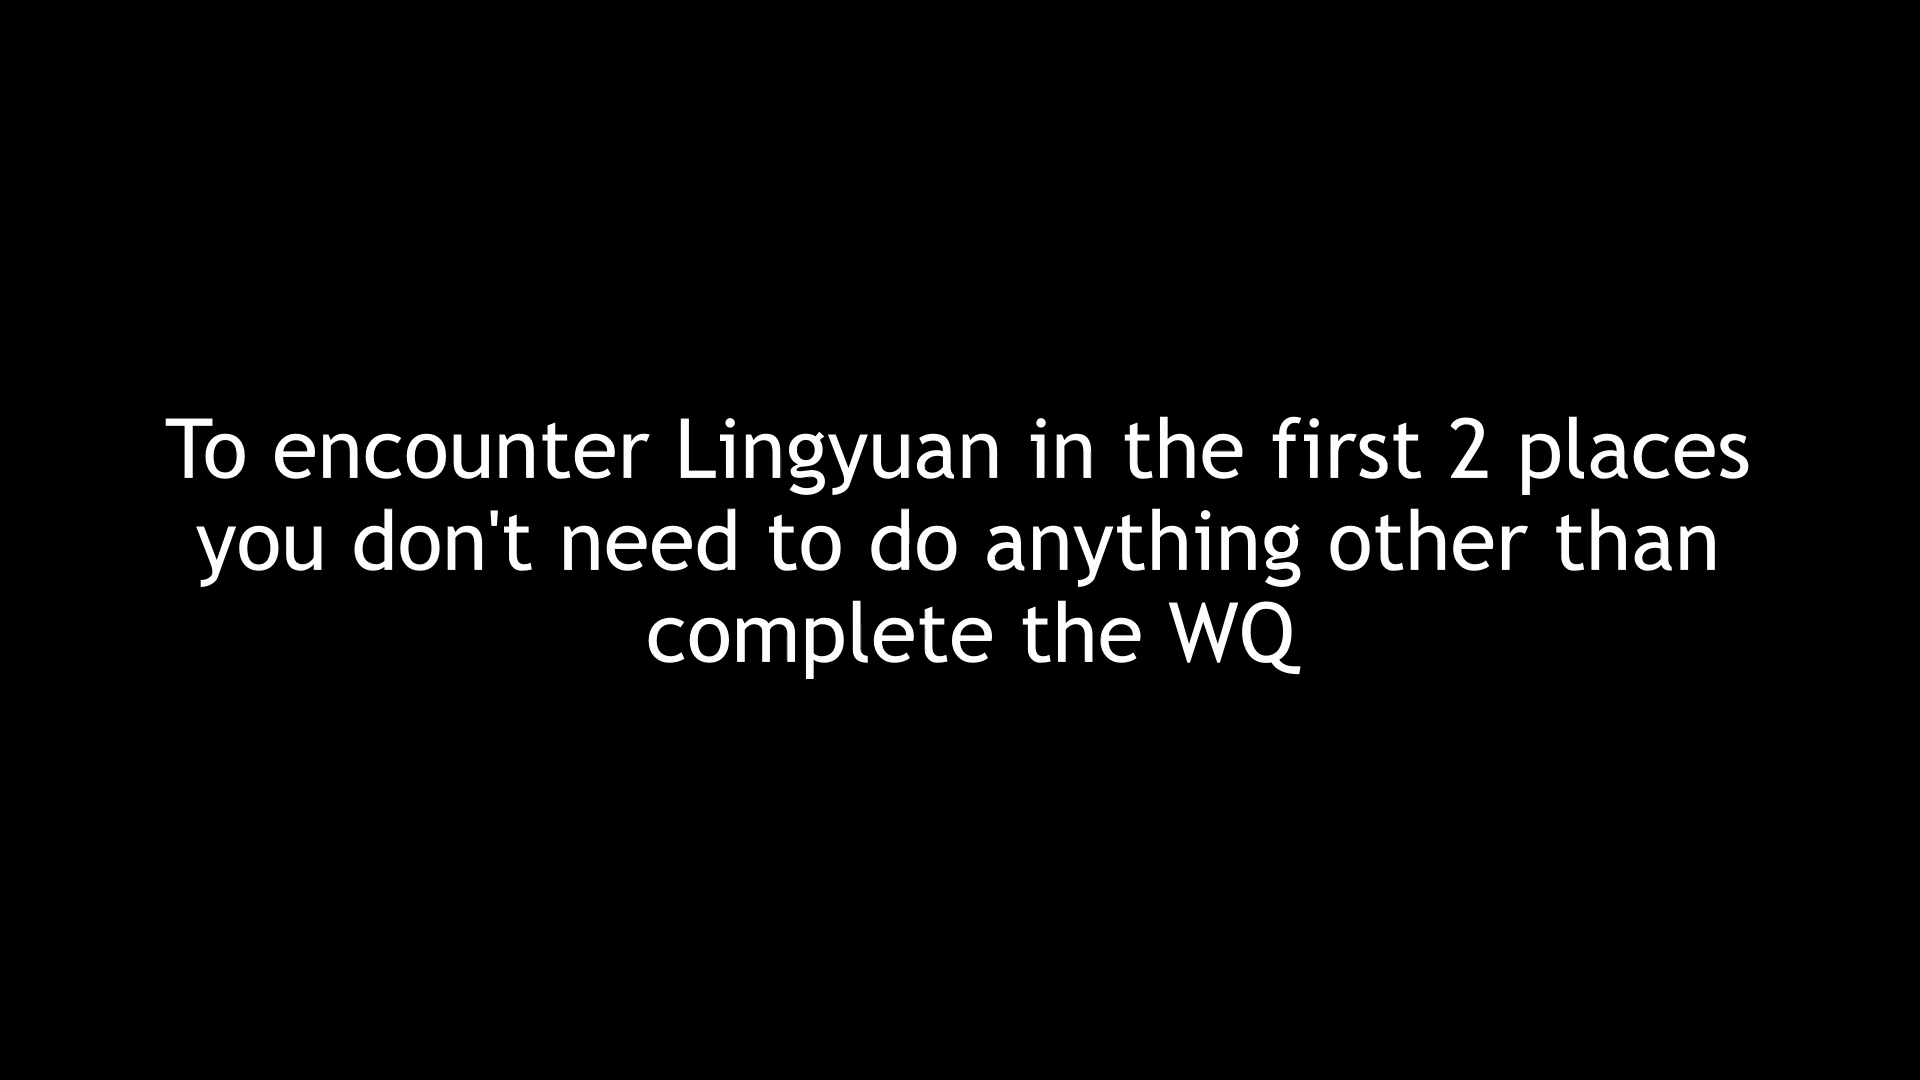 To encounter Lingyuan in the first 2 places
you don't need to do anything other than
complete the WQ